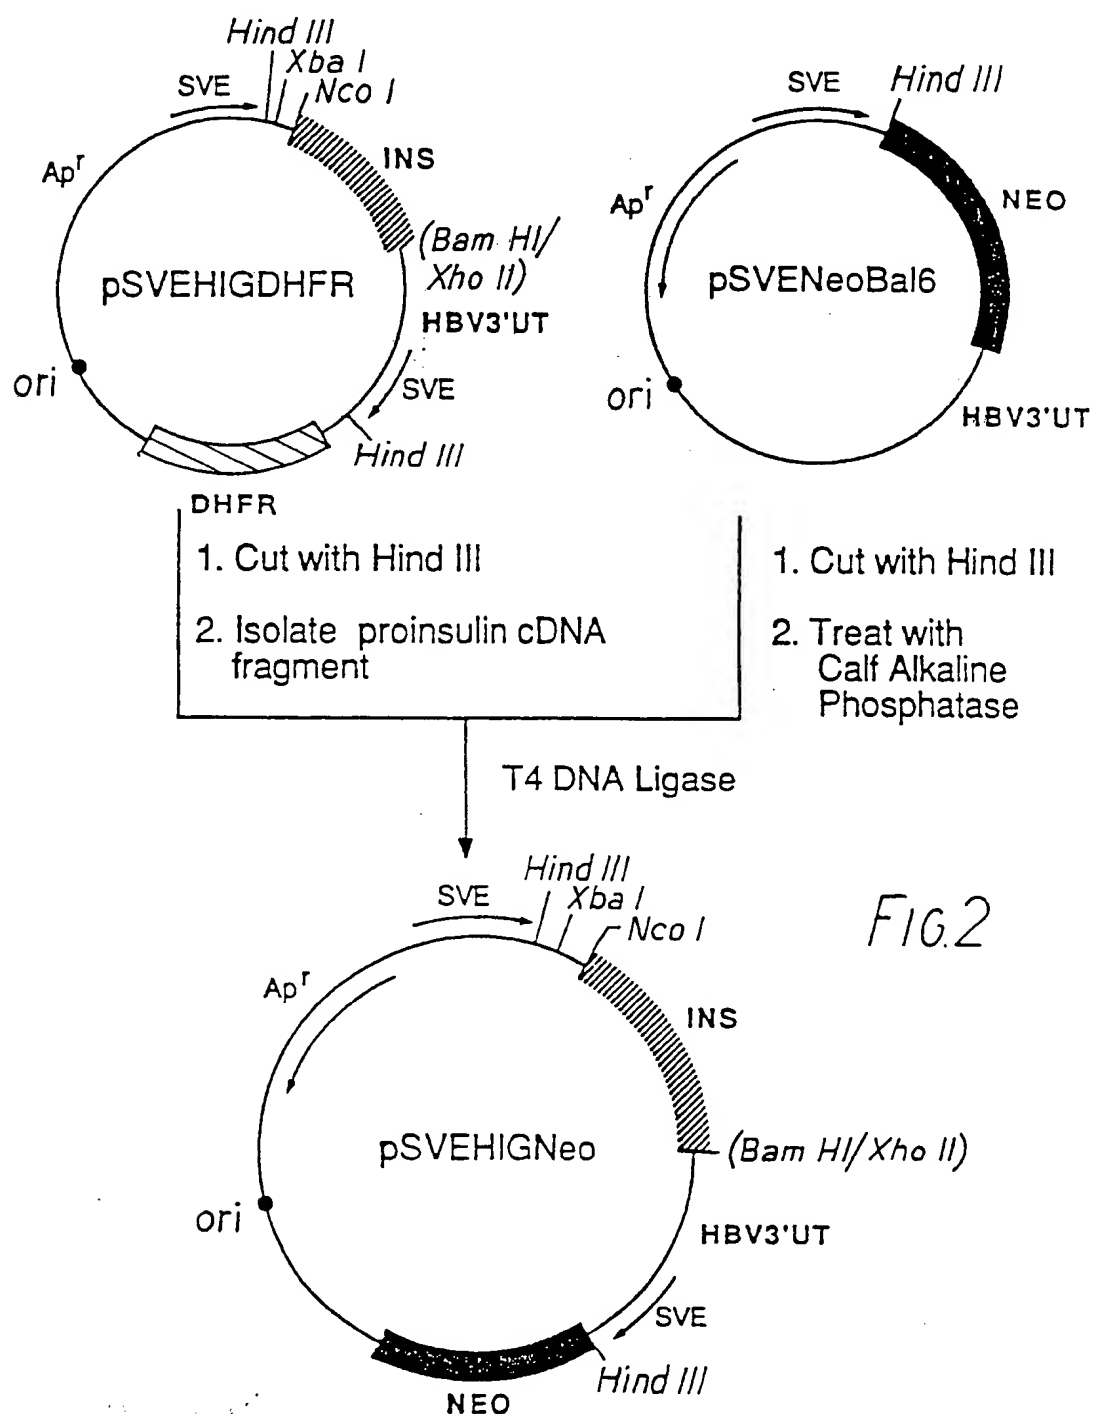 Hind III
Xba I
Nco I
SVE
INS
Ap^r
(Bam HI/
Xho II)
pSVEHIGDHFR
HBV3'UT
SVE
ori
Hind III
DHFR
SVE
Hind III
Ap^r
NEO
pSVENeoBal6
ori
HBV3'UT
1. Cut with Hind III
2. Isolate proinsulin cDNA
fragment
1. Cut with Hind III
2. Treat with
Calf Alkaline
Phosphatase
T4 DNA Ligase
Hind III
SVE
Xba I
Nco I
FIG.2
Ap^r
INS
pSVEHIGNeo
(Bam HI/Xho II)
ori
HBV3'UT
SVE
Hind III
NEO